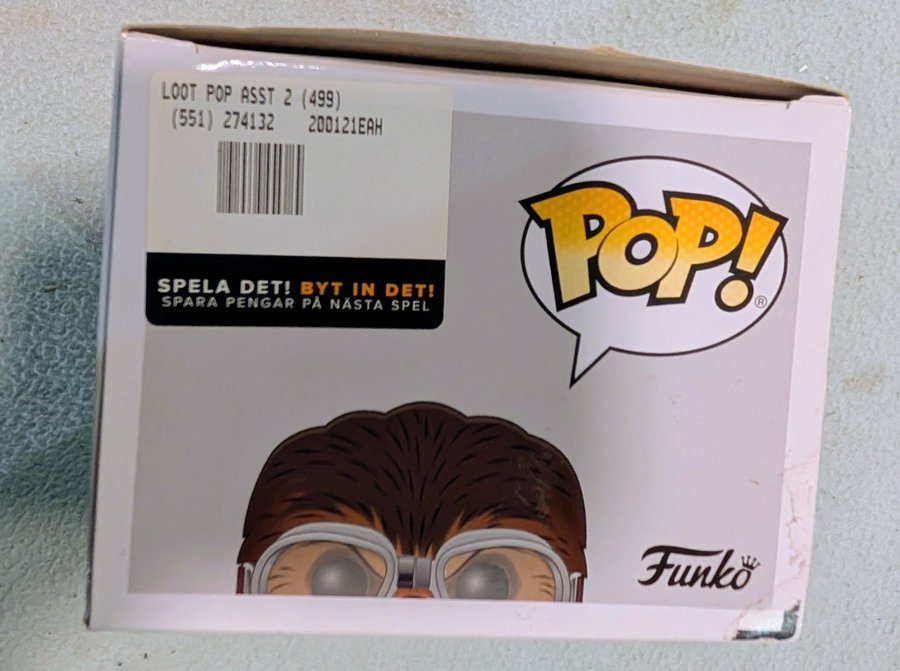 LOOT POP ASST 2 (499)
(551) 274132 200121EAH
SPELA DET! BYT IN DET!
SPARA PENGAR PÅ NÄSTA SPEL
POP!®
Funko